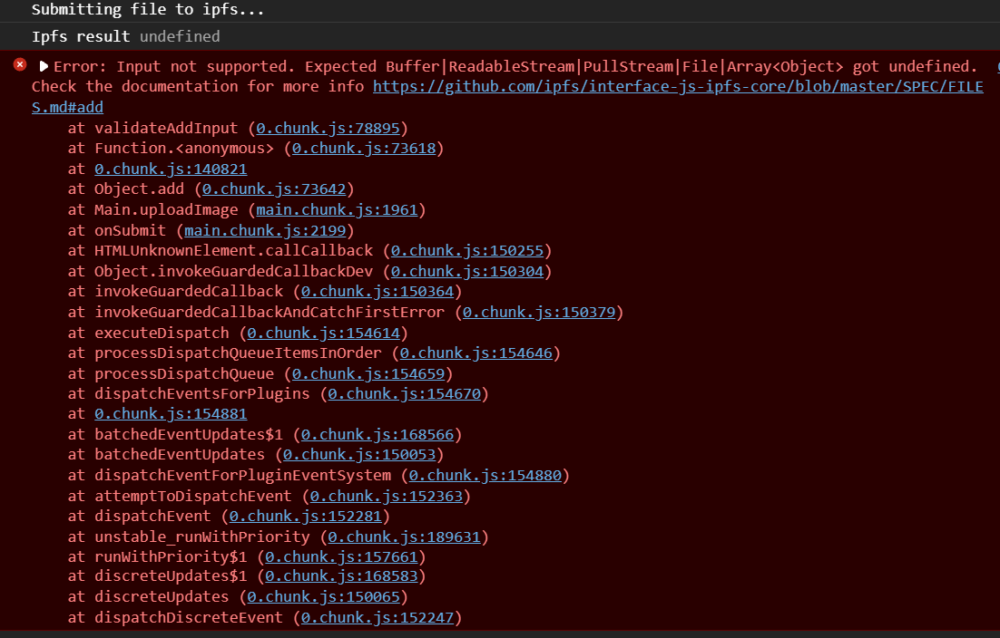 Submitting file to ipfs...
Ipfs result undefined
Error: Input not supported. Expected Buffer|ReadableStream|PullStream|File|Array<Object> got undefined.
Check the documentation for more info https://github.com/ipfs/interface-js-ipfs-core/blob/master/SPEC/FILE
S.md#add
at validateAddInput (0.chunk.js:78895)
at Function.<anonymous> (0.chunk.js:73618)
at 0.chunk.js:140821
at Object.add (0.chunk.js:73642)
at Main.uploadImage (main.chunk.js:1961)
at onSubmit (main.chunk.js:2199)
at HTMLUnknownElement.callCallback (0.chunk.js:150255)
at Object.invokeGuardedCallbackDev (0.chunk.js:150304)
at invokeGuardedCallback (0.chunk.js:150364)
at invokeGuardedCallbackAndCatchFirstError (0.chunk.js:150379)
at executeDispatch (0.chunk.js:154614)
at processDispatchQueueItemsInOrder (0.chunk.js:154646)
at processDispatchQueue (0.chunk.js:154659)
at dispatchEventsForPlugins (0.chunk.js:154670)
at 0.chunk.js:154881
at batchedEventUpdates$1 (0.chunk.js:168566)
at batchedEventUpdates (0.chunk.js:150053)
at dispatchEventForPluginEventSystem (0.chunk.js:154880)
at attemptToDispatchEvent (0.chunk.js:152363)
at dispatchEvent (0.chunk.js:152281)
at unstable_runWithPriority (0.chunk.js:189631)
at runWithPriority$1 (0.chunk.js:157661)
at discreteUpdates$1 (0.chunk.js:168583)
at discreteUpdates (0.chunk.js:150065)
at dispatchDiscreteEvent (0.chunk.js:152247)